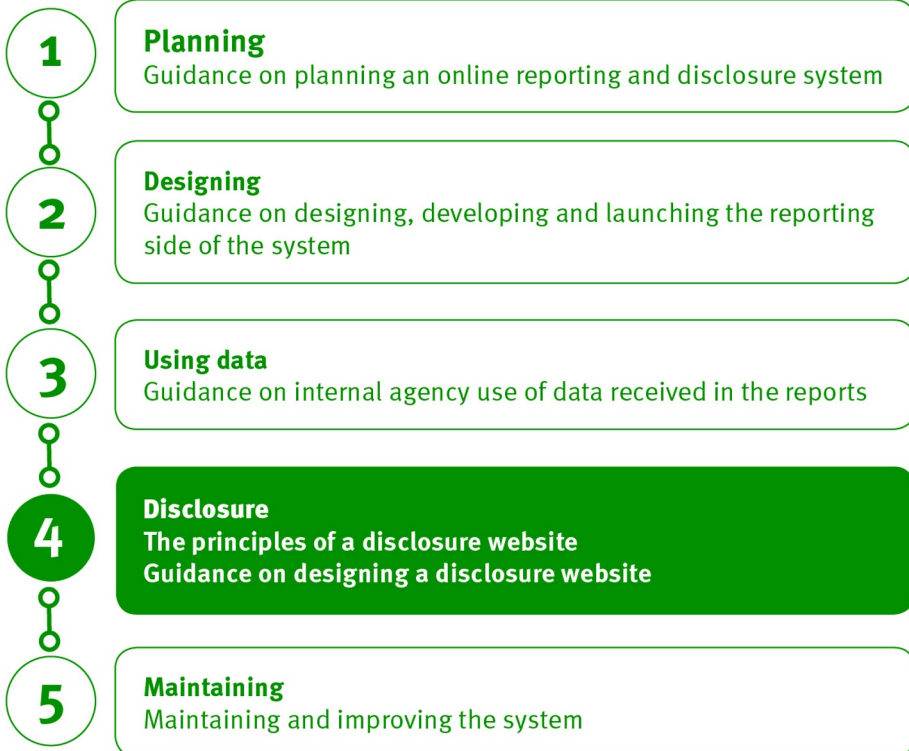 1
Planning
Guidance on planning an online reporting and disclosure system
2
Designing
Guidance on designing, developing and launching the reporting
side of the system
3
Using data
Guidance on internal agency use of data received in the reports
4
Disclosure
The principles of a disclosure website
Guidance on designing a disclosure website
5
Maintaining
Maintaining and improving the system